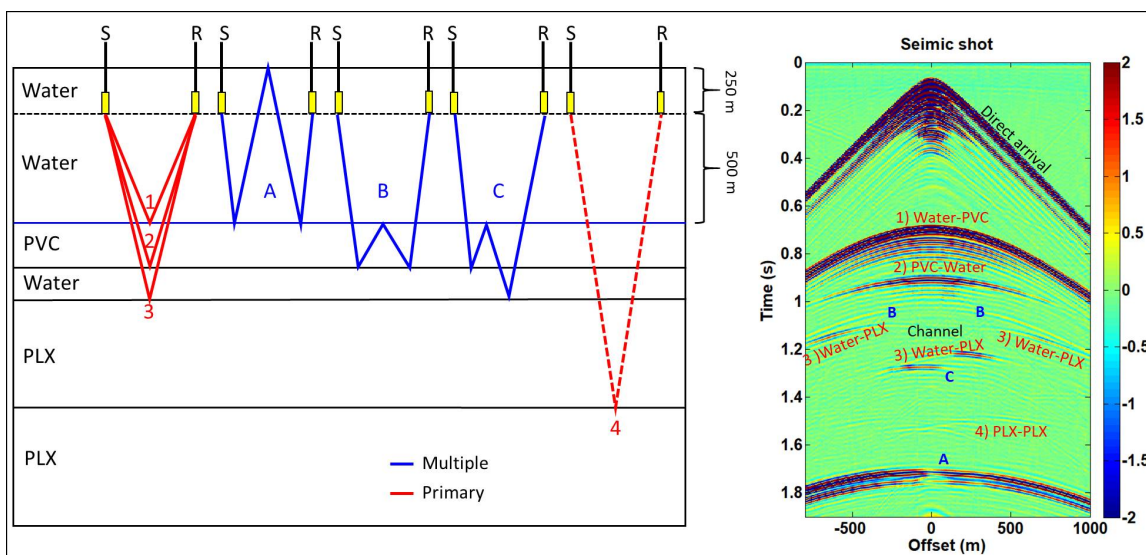 S R S R S R S R S R
Water
250 m
Water
500 m
1
A
B
C
PVC
2
Water
3
PLX
4
PLX
Multiple
Primary
Seimic shot
0
0.2
0.4
0.6
0.8
1
1.2
1.4
1.6
1.8
Time (s)
Direct arrival
1) Water-PVC
2) PVC-Water
B
B
Channel
3 )Water-PLX
3) Water-PLX
3) Water-PLX
C
4) PLX-PLX
A
-500 0 500 1000
Offset (m)
2
1.5
1
0.5
0
-0.5
-1
-1.5
-2